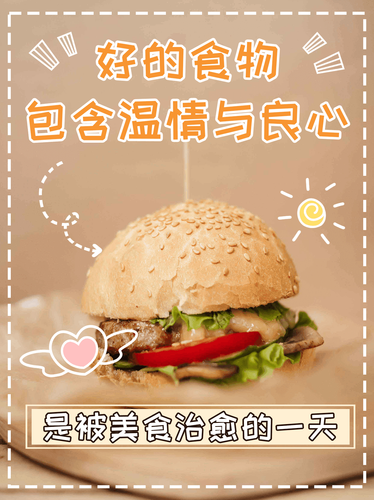 好的食物
包含温情与良心
是被美食治愈的一天